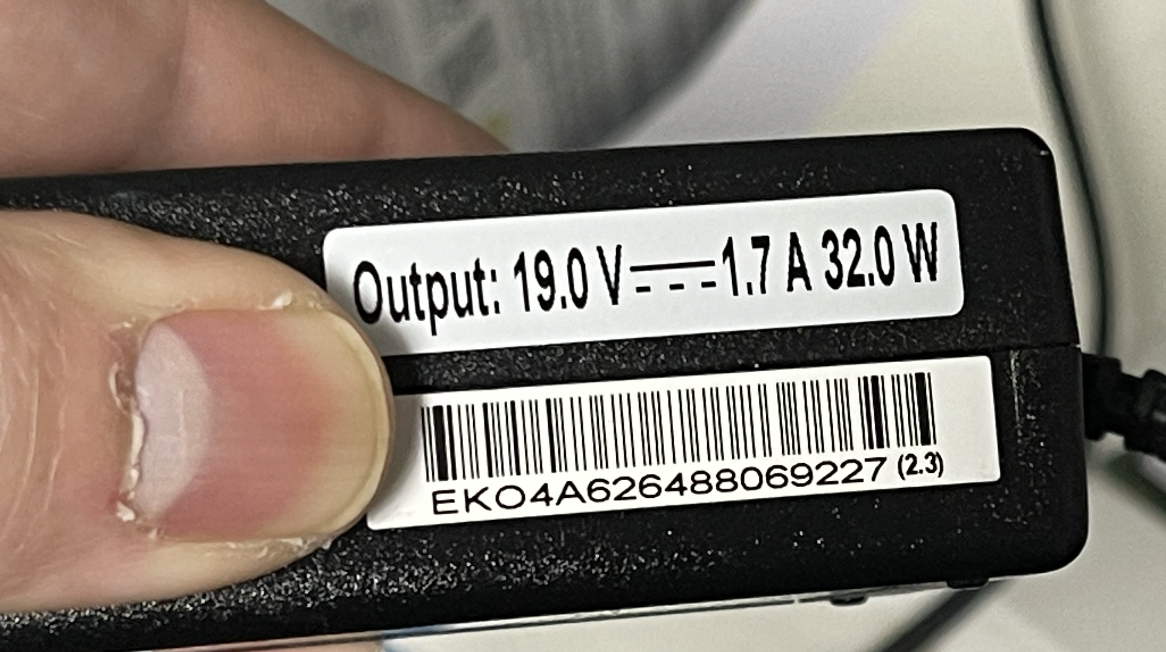 Output: 19.0 V⎓1.7 A 32.0 W
EKO4A626488069227 (2.3)